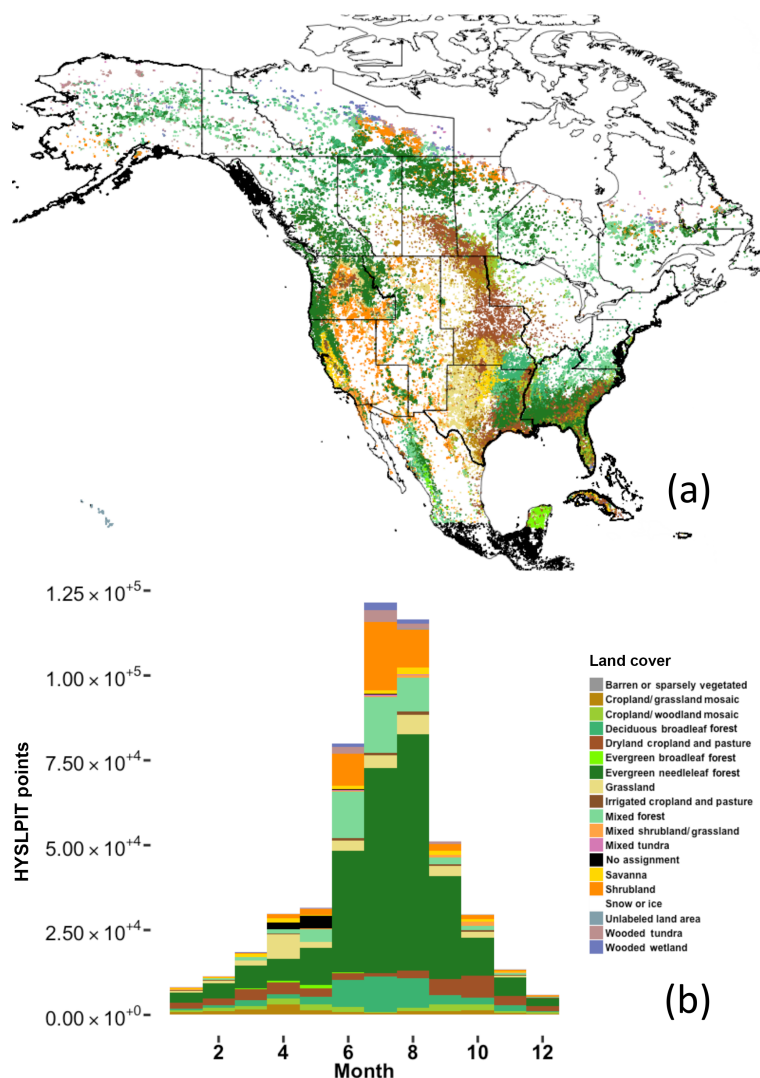 (a)
1.25 × 10+5
1.00 × 10+5
7.50 × 10+4
5.00 × 10+4
2.50 × 10+4
0.00 × 10+0
HYSLPIT points
2 4 6 8 10 12
Month
(b)
Land cover
Barren or sparsely vegetated
Cropland/grassland mosaic
Cropland/woodland mosaic
Deciduous broadleaf forest
Dryland cropland and pasture
Evergreen broadleaf forest
Evergreen needleleaf forest
Grassland
Irrigated cropland and pasture
Mixed forest
Mixed shrubland/grassland
Mixed tundra
No assignment
Savanna
Shrubland
Snow or ice
Unlabeled land area
Wooded tundra
Wooded wetland